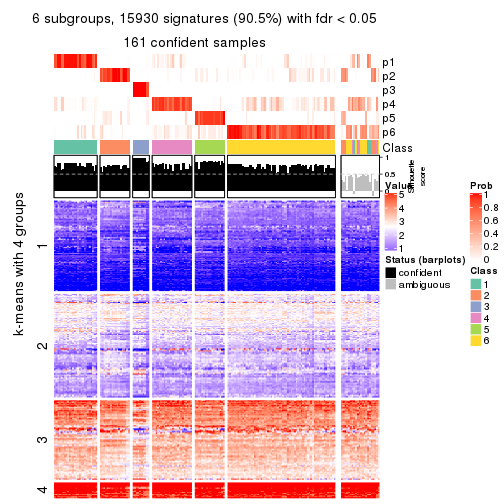 6 subgroups, 15930 signatures (90.5%) with fdr < 0.05
161 confident samples
p1
p2
p3
p4
p5
p6
Class
1
0.5
0
Silhouette
score
k-means with 4 groups
1
2
3
4
Value
5
4
3
2
1
Status (barplots)
confident
ambiguous
Prob
1
0.8
0.6
0.4
0.2
0
Class
1
2
3
4
5
6